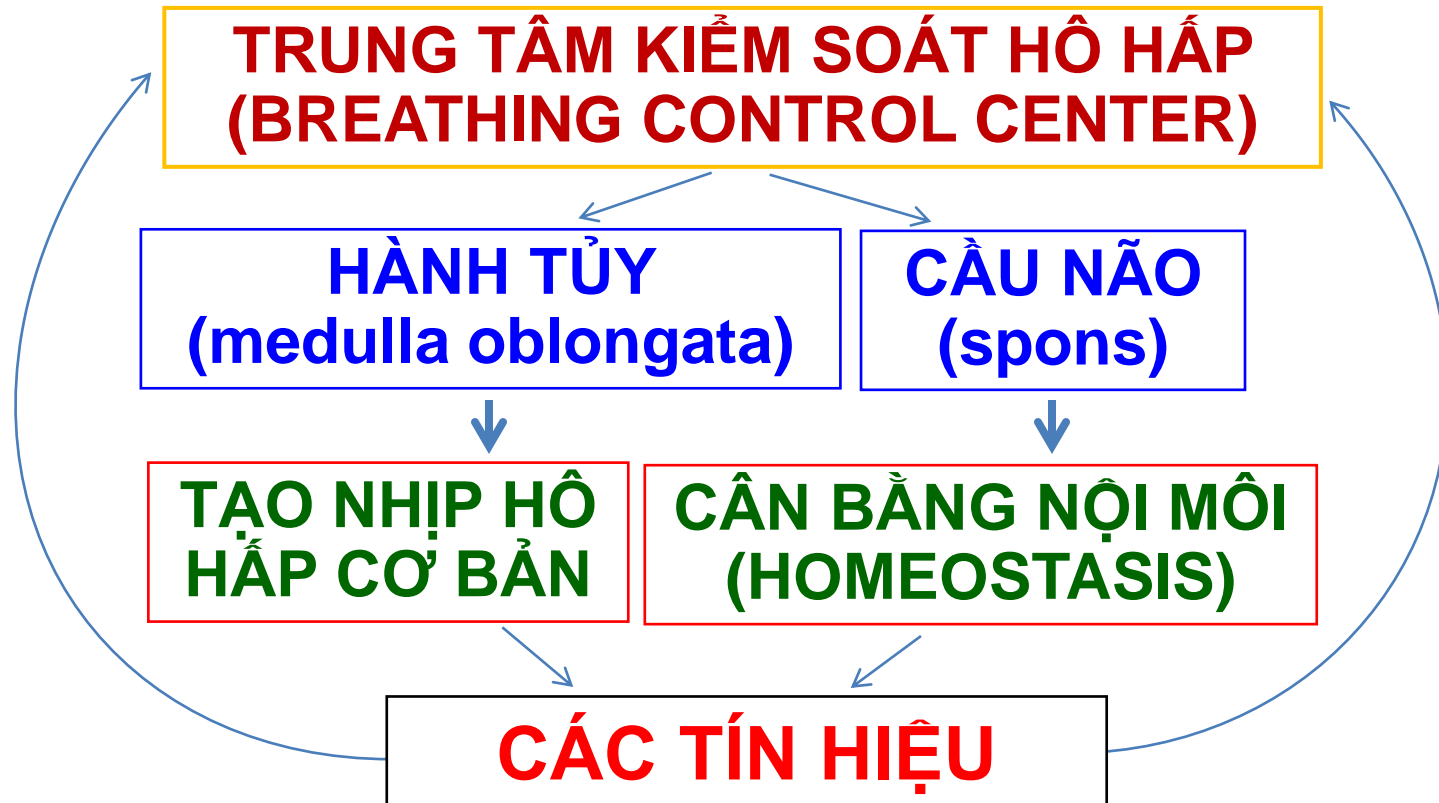 TRUNG TÂM KIỂM SOÁT HÔ HẤP
(BREATHING CONTROL CENTER)
HÀNH TỦY
(medulla oblongata)
CẦU NÃO
(spons)
TẠO NHỊP HÔ
HẤP CƠ BẢN
CÂN BẰNG NỘI MÔI
(HOMEOSTASIS)
CÁC TÍN HIỆU